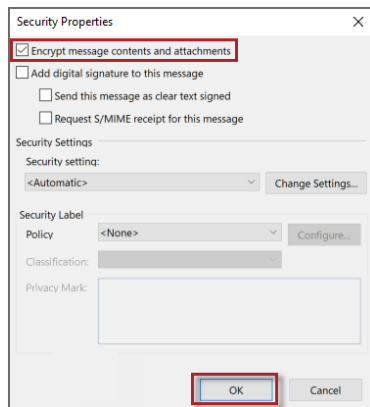 Security Properties
Encrypt message contents and attachments
Add digital signature to this message
Send this message as clear text signed
Request S/MIME receipt for this message
Security Settings
Security setting:
<Automatic>
Change Settings...
Security Label
Policy
<None>
Configure...
Classification:
Privacy Mark:
OK
Cancel